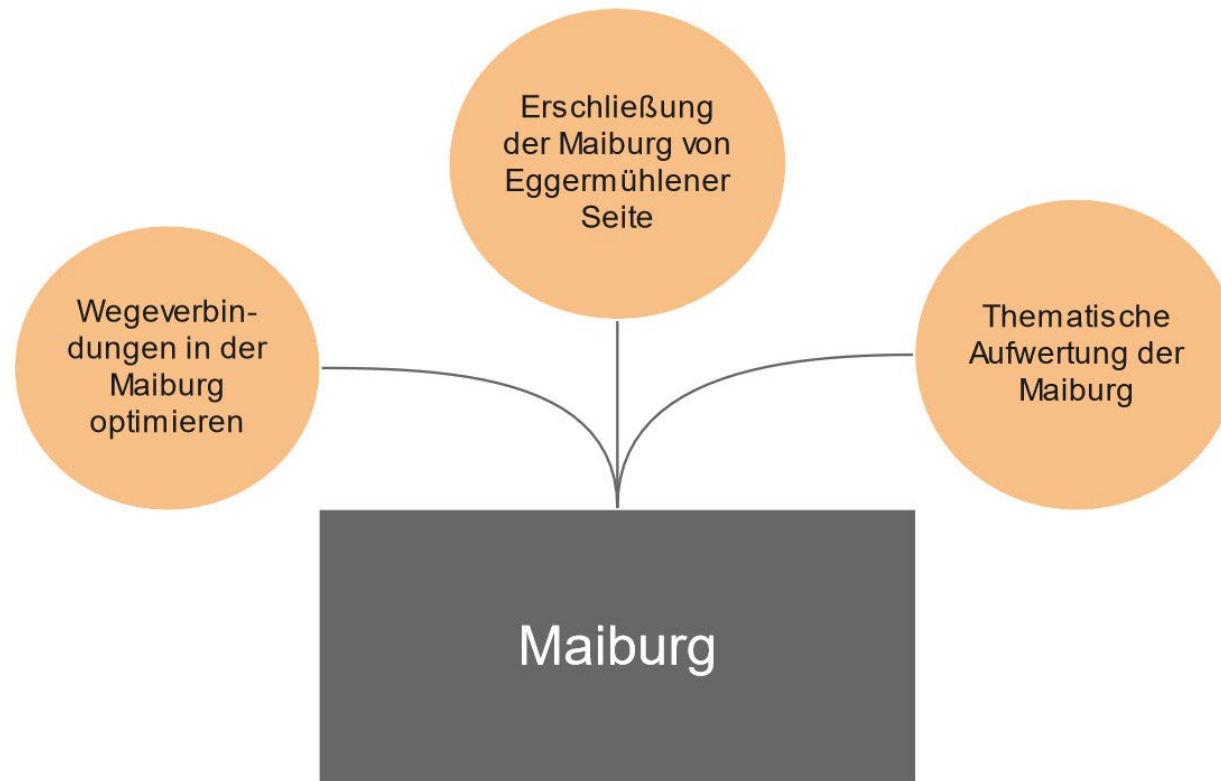 Erschließung
der Maiburg von
Eggermühlener
Seite
Wegeverbin-
dungen in der
Maiburg
optimieren
Thematische
Aufwertung der
Maiburg
Maiburg